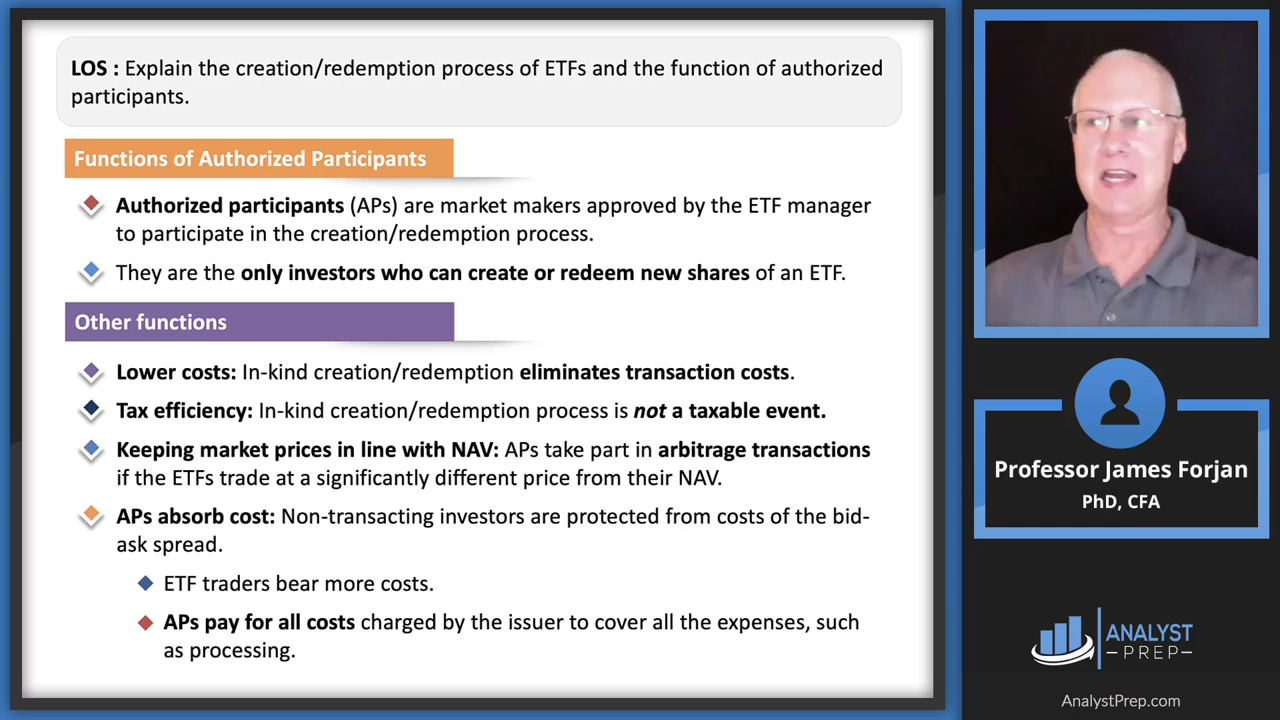 LOS : Explain the creation/redemption process of ETFs and the function of authorized
participants.
Functions of Authorized Participants
Authorized participants (APs) are market makers approved by the ETF manager
to participate in the creation/redemption process.
They are the only investors who can create or redeem new shares of an ETF.
Other functions
Lower costs: In-kind creation/redemption eliminates transaction costs.
Tax efficiency: In-kind creation/redemption process is not a taxable event.
Keeping market prices in line with NAV: APs take part in arbitrage transactions
if the ETFs trade at a significantly different price from their NAV.
APs absorb cost: Non-transacting investors are protected from costs of the bid-
ask spread.
ETF traders bear more costs.
APs pay for all costs charged by the issuer to cover all the expenses, such
as processing.
Professor James Forjan
PhD, CFA
ANALYST
PREP
AnalystPrep.com